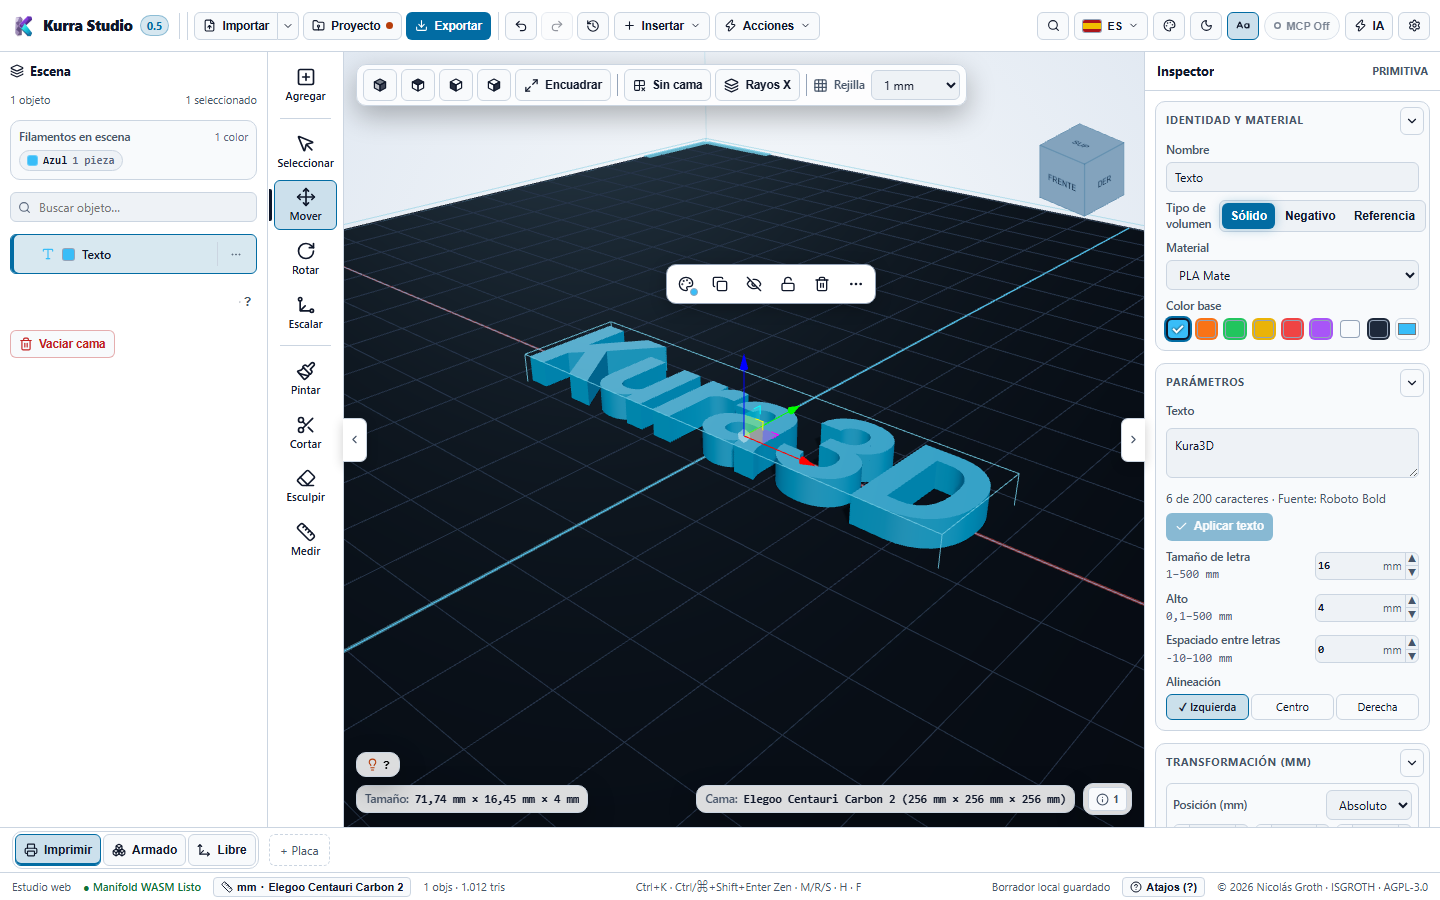 Kurra Studio 0.5 Importar Proyecto Exportar Insertar Acciones ES Aa MCP Off IA
Escena
1 objeto 1 seleccionado
Filamentos en escena 1 color
Azul 1 pieza
Buscar objeto...
T Texto ...
· ?
Vaciar cama
Agregar
Seleccionar
Mover
Rotar
Escalar
Pintar
Cortar
Esculpir
Medir
Encuadrar Sin cama Rayos X Rejilla 1 mm
SUP
FRENTE DER
Kura3D
?
Tamaño: 71,74 mm × 16,45 mm × 4 mm
Cama: Elegoo Centauri Carbon 2 (256 mm × 256 mm × 256 mm)
1
Inspector PRIMITIVA
IDENTIDAD Y MATERIAL
Nombre
Texto
Tipo de volumen Sólido Negativo Referencia
Material
PLA Mate
Color base
PARÁMETROS
Texto
Kura3D
6 de 200 caracteres · Fuente: Roboto Bold
✓ Aplicar texto
Tamaño de letra
1–500 mm
16 mm
Alto
0,1–500 mm
4 mm
Espaciado entre letras
-10–100 mm
0 mm
Alineación
✓ Izquierda Centro Derecha
TRANSFORMACIÓN (MM)
Posición (mm) Absoluto
Imprimir Armado Libre + Placa
Estudio web ● Manifold WASM Listo mm · Elegoo Centauri Carbon 2 1 objs · 1.012 tris Ctrl+K · Ctrl/⌘+Shift+Enter Zen · M/R/S · H · F Borrador local guardado Atajos (?) © 2026 Nicolás Groth · ISGROTH · AGPL-3.0